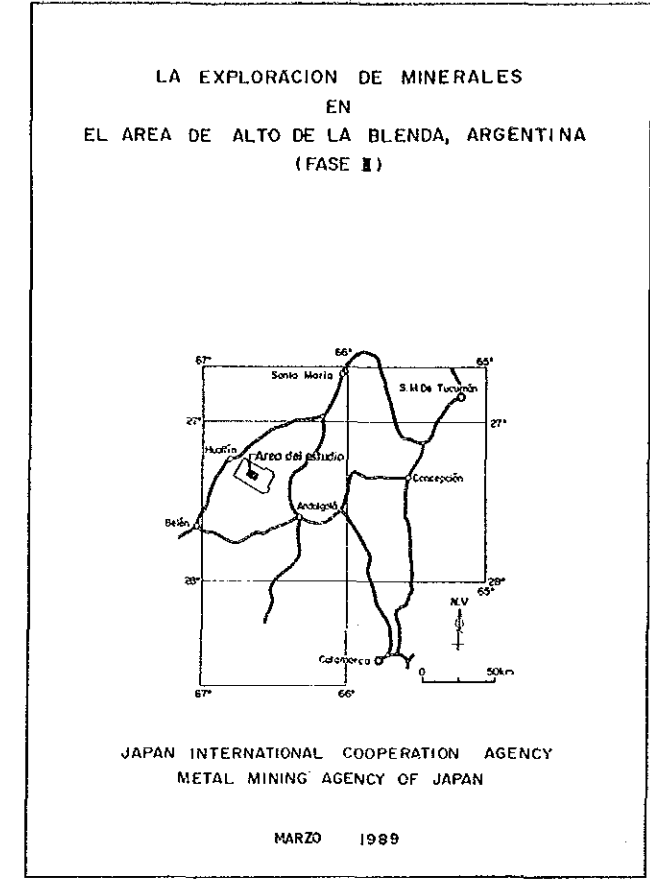 LA EXPLORACION DE MINERALES
EN
EL AREA DE ALTO DE LA BLENDA, ARGENTINA
(FASE II)
67° 66° 65°
Santa María
S. M. De Tucumán
27° 27°
Hualfín
Area del estudio
Concepción
Andalgalá
Belén
28° 28°
65°
N.V
Catamarca
0 50km
67° 66°
JAPAN INTERNATIONAL COOPERATION AGENCY
METAL MINING AGENCY OF JAPAN
MARZO 1989